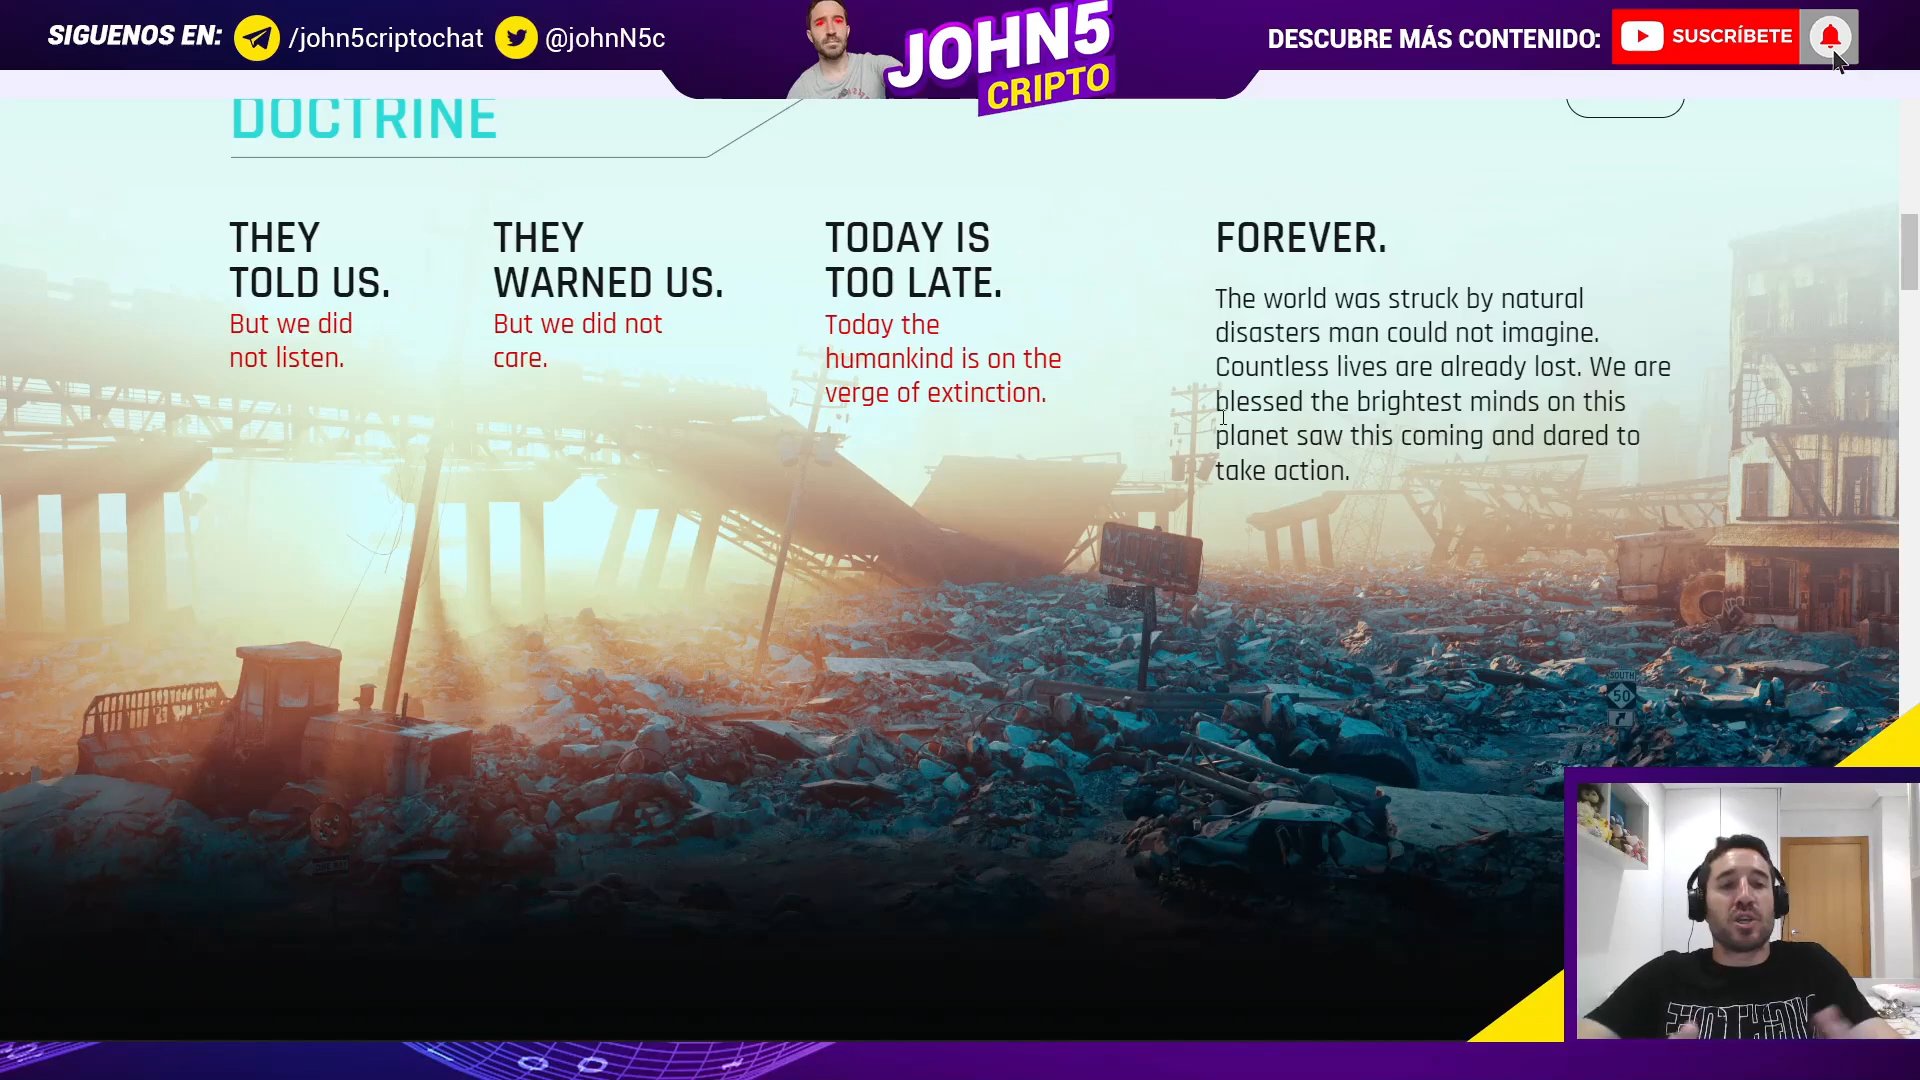 SIGUENOS EN:
/john5criptochat
@johnN5c
JOHN5
CRIPTO
DESCUBRE MÁS CONTENIDO:
SUSCRÍBETE
DOCTRINE
THEY
TOLD US.
But we did
not listen.
THEY
WARNED US.
But we did not
care.
TODAY IS
TOO LATE.
Today the
humankind is on the
verge of extinction.
FOREVER.
The world was struck by natural
disasters man could not imagine.
Countless lives are already lost. We are
blessed the brightest minds on this
planet saw this coming and dared to
take action.
MOTEL
SOUTH
50